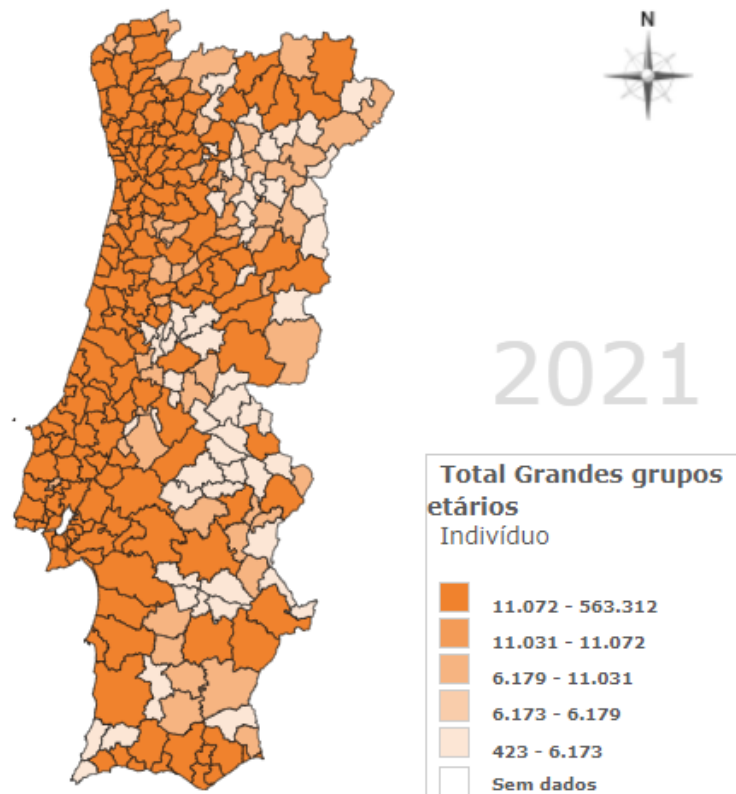 N
2021
Total Grandes grupos
etários
Indivíduo
11.072 - 563.312
11.031 - 11.072
6.179 - 11.031
6.173 - 6.179
423 - 6.173
Sem dados